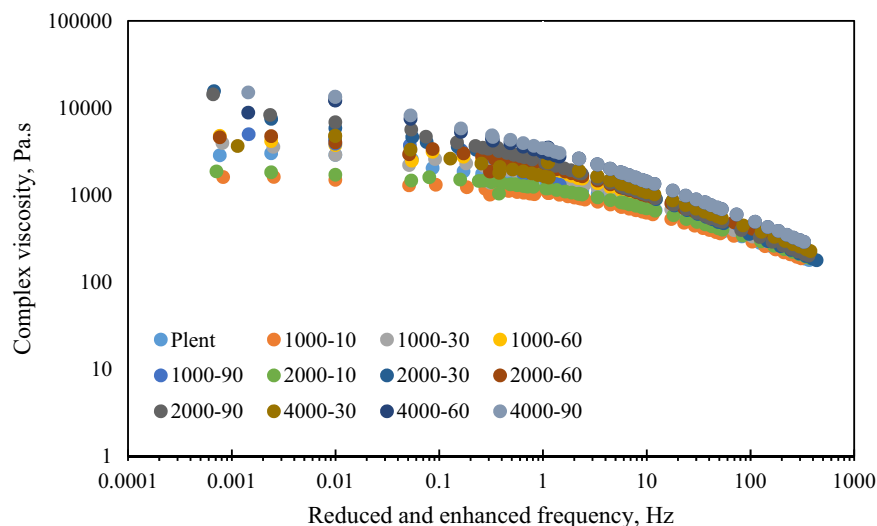 100000
10000
1000
100
10
1
Complex viscosity, Pa.s
Plent 1000-10 1000-30 1000-60
1000-90 2000-10 2000-30 2000-60
2000-90 4000-30 4000-60 4000-90
0.0001 0.001 0.01 0.1 1 10 100 1000
Reduced and enhanced frequency, Hz